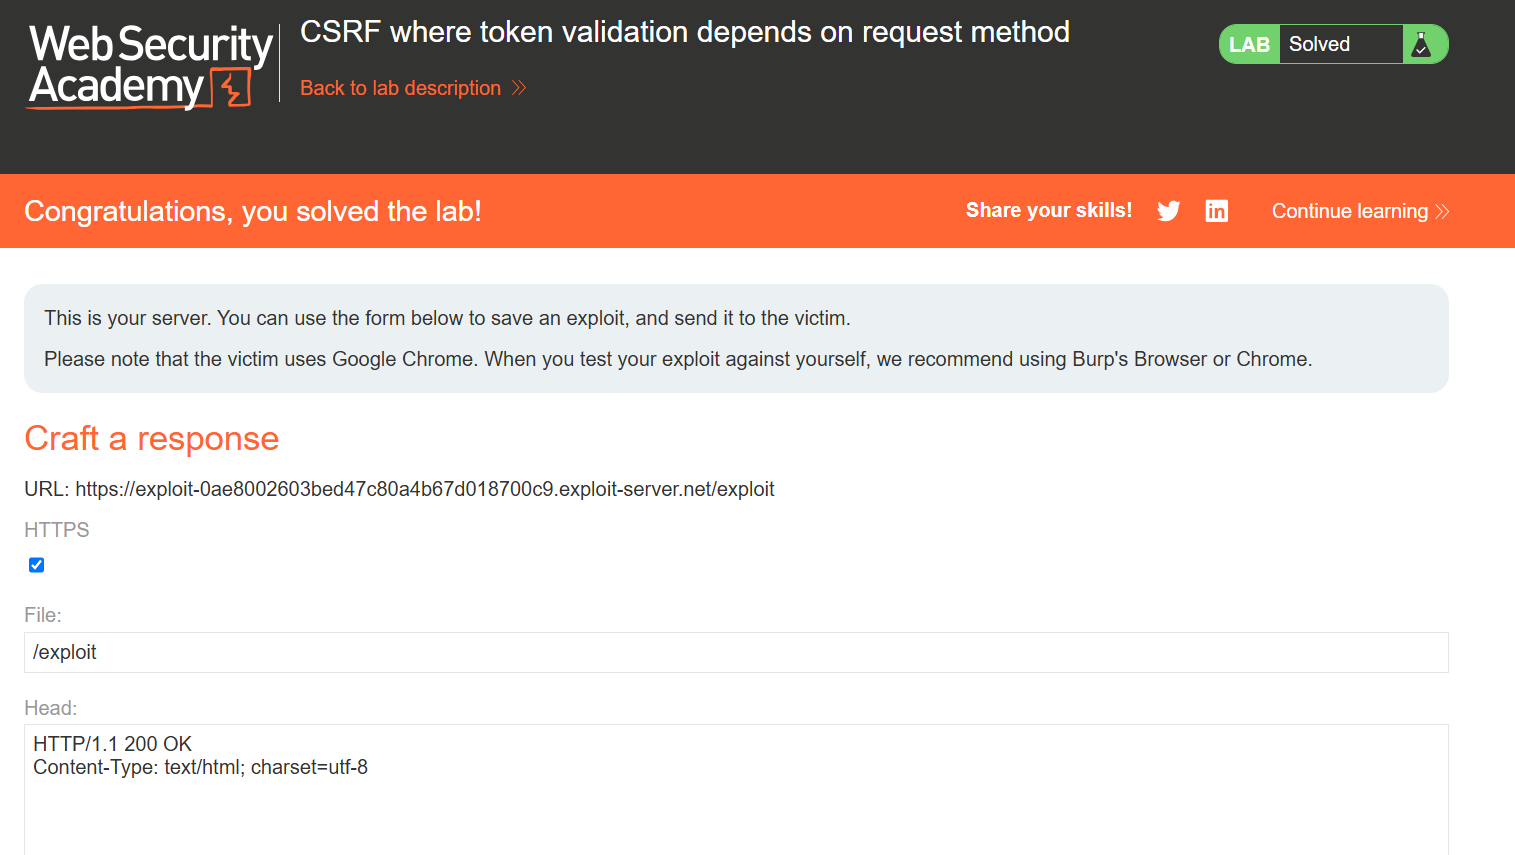 Web Security
Academy
CSRF where token validation depends on request method
Back to lab description
LAB Solved
Congratulations, you solved the lab!
Share your skills!
Continue learning
This is your server. You can use the form below to save an exploit, and send it to the victim.
Please note that the victim uses Google Chrome. When you test your exploit against yourself, we recommend using Burp's Browser or Chrome.
Craft a response
URL: https://exploit-0ae8002603bed47c80a4b67d018700c9.exploit-server.net/exploit
HTTPS
File:
/exploit
Head:
HTTP/1.1 200 OK
Content-Type: text/html; charset=utf-8